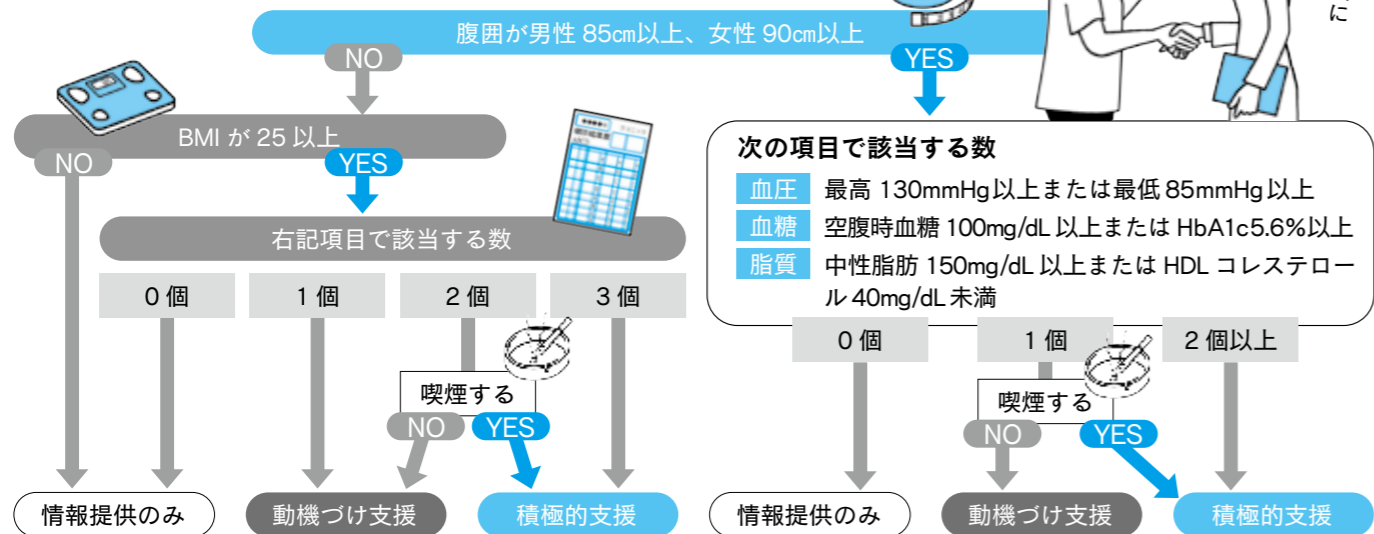 に
腹囲が男性 85㎝以上、女性 90㎝以上
NO
YES
BMI が 25 以上
NO
YES
右記項目で該当する数
0 個
1 個
2 個
3 個
喫煙する
NO
YES
情報提供のみ
動機づけ支援
積極的支援
次の項目で該当する数
血圧 最高 130mmHg以上または最低 85mmHg以上
血糖 空腹時血糖 100mg/dL 以上または HbA1c5.6%以上
脂質 中性脂肪 150mg/dL 以上または HDL コレステロー
ル 40mg/dL 未満
0 個
1 個
2 個以上
喫煙する
NO
YES
情報提供のみ
動機づけ支援
積極的支援